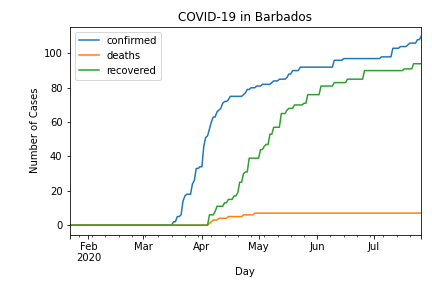 COVID-19 in Barbados
confirmed
deaths
recovered
Number of Cases
100
80
60
40
20
0
Feb
2020
Mar
Apr
May
Jun
Jul
Day